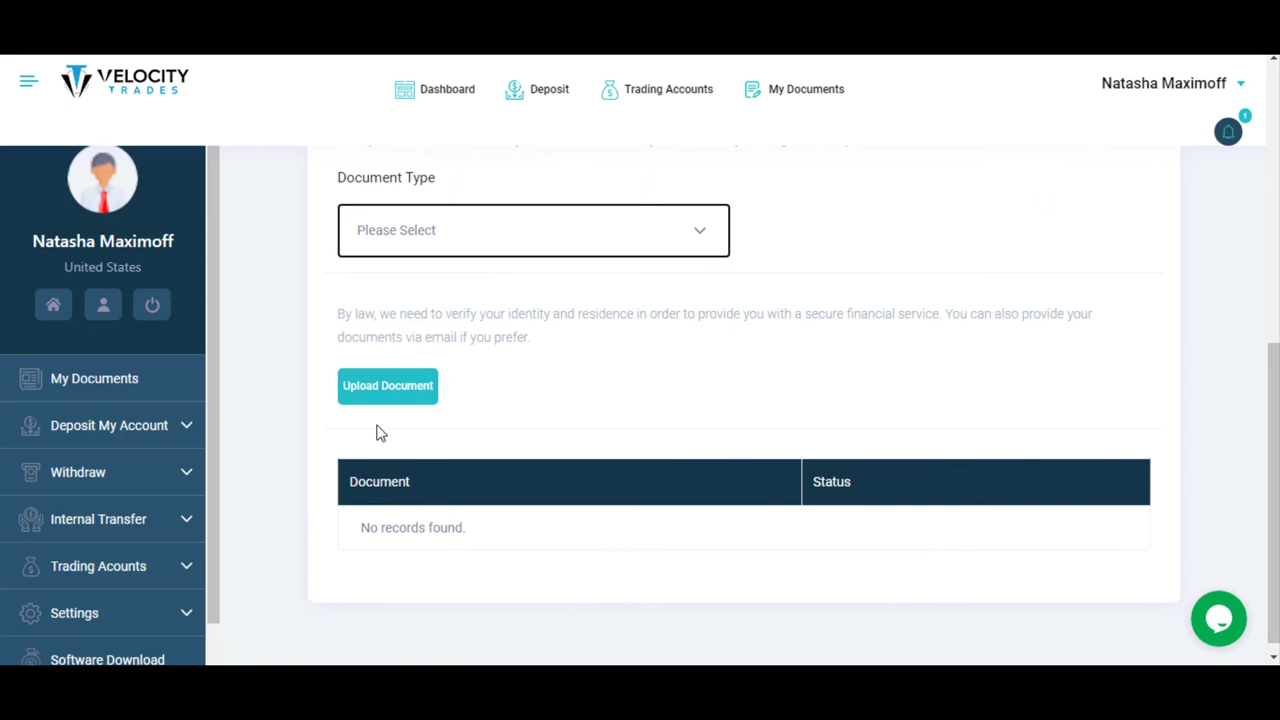 VELOCITY
TRADES
Dashboard
Deposit
Trading Accounts
My Documents
Natasha Maximoff
1
Natasha Maximoff
United States
My Documents
Deposit My Account
Withdraw
Internal Transfer
Trading Acounts
Settings
Software Download
Document Type
Please Select
By law, we need to verify your identity and residence in order to provide you with a secure financial service. You can also provide your
documents via email if you prefer.
Upload Document
Document Status
No records found.